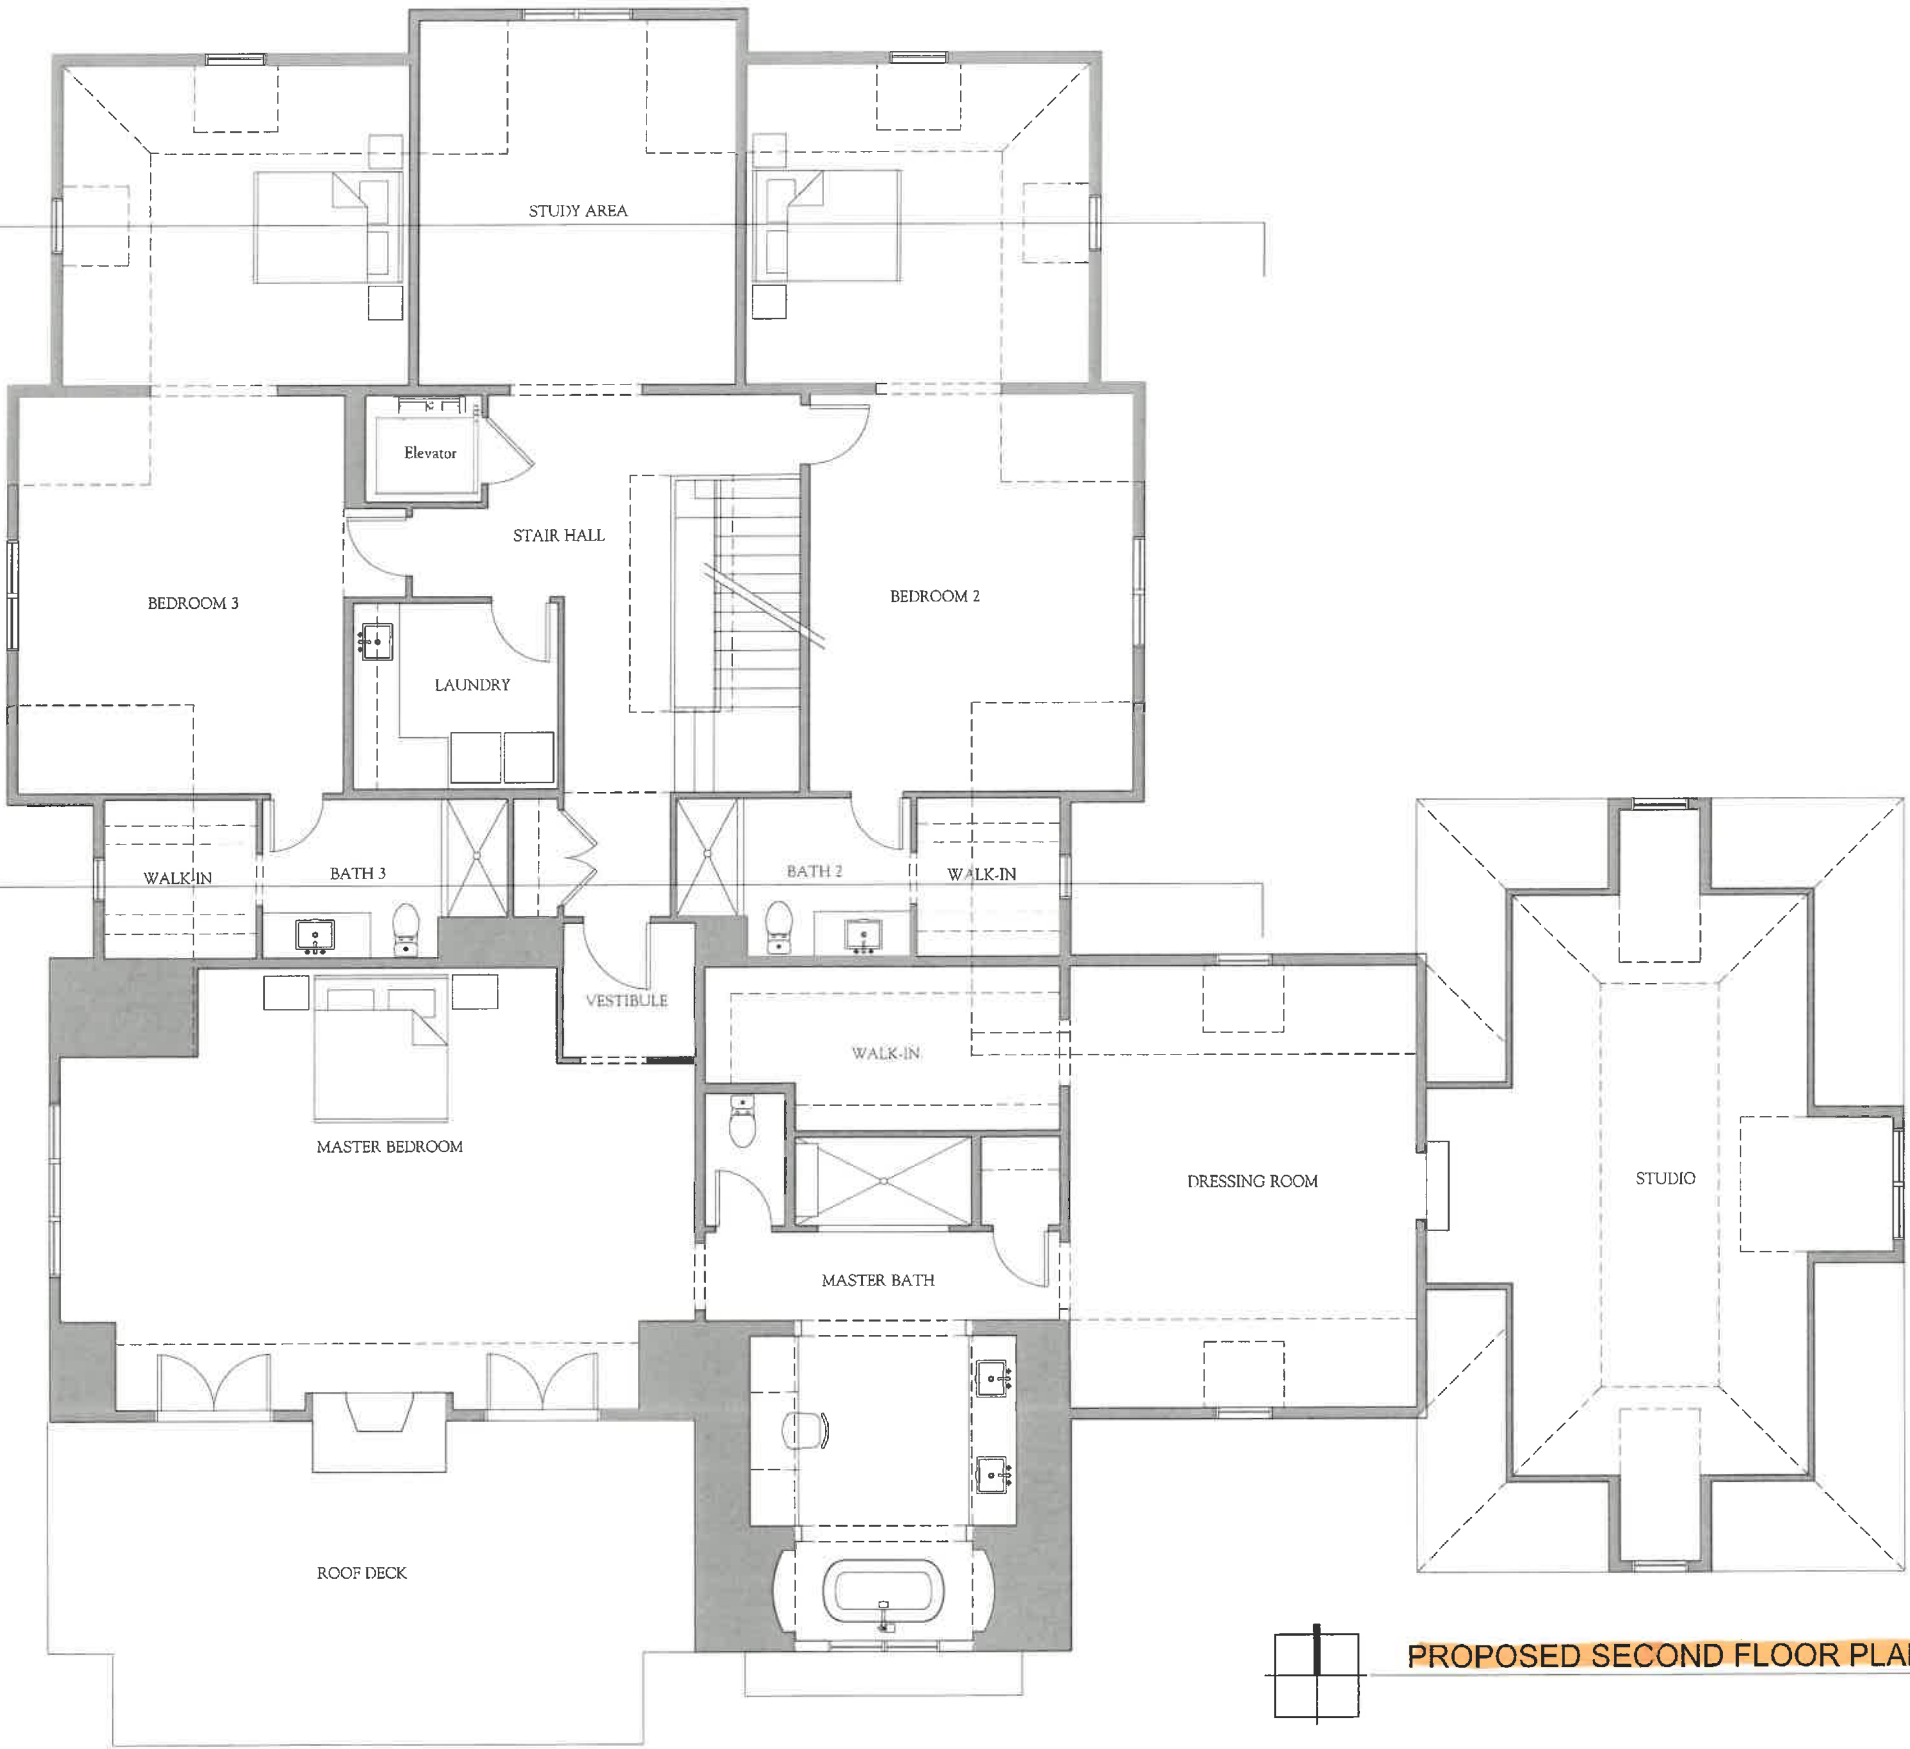 STUDY AREA
Elevator
STAIR HALL
BEDROOM 3
BEDROOM 2
LAUNDRY
WALK-IN
BATH 3
BATH 2
WALK-IN
VESTIBULE
WALK-IN
MASTER BEDROOM
DRESSING ROOM
STUDIO
MASTER BATH
ROOF DECK
PROPOSED SECOND FLOOR PLA